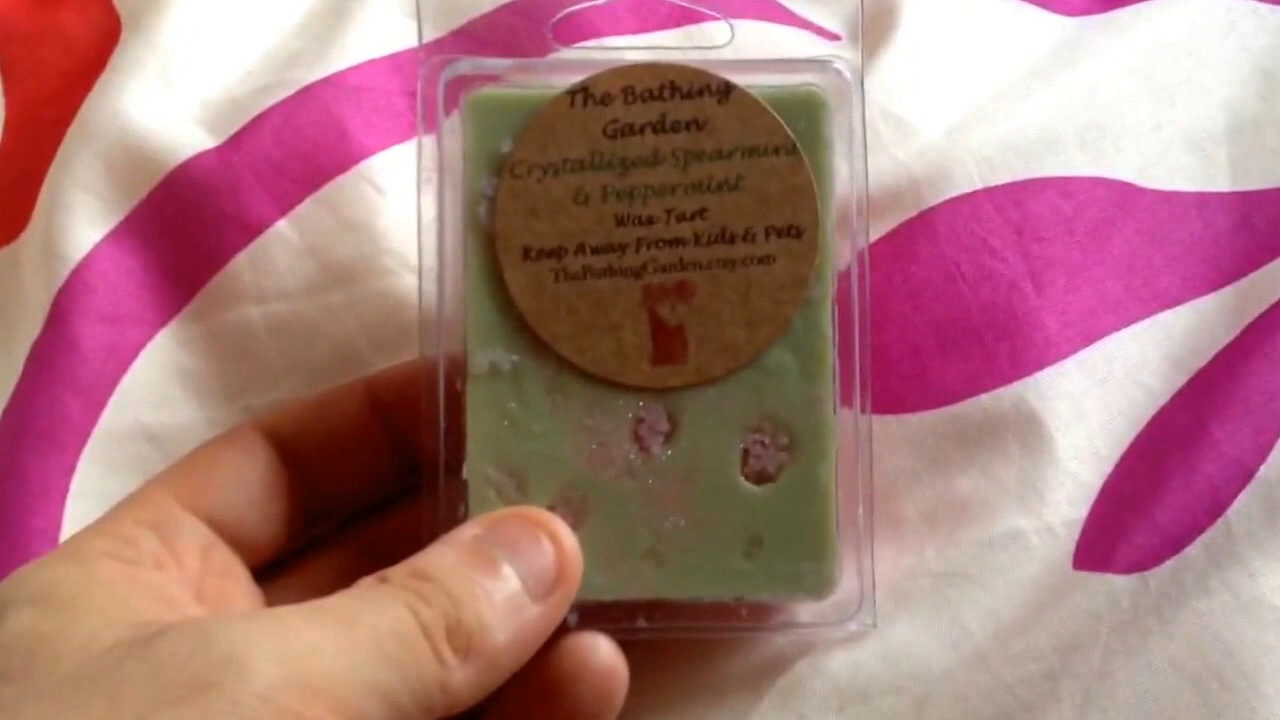 The Bathing
Garden
Crystallized Spearmint
& Peppermint
Wax Tart
Keep Away From Kids & Pets
TheBathingGarden.etsy.com